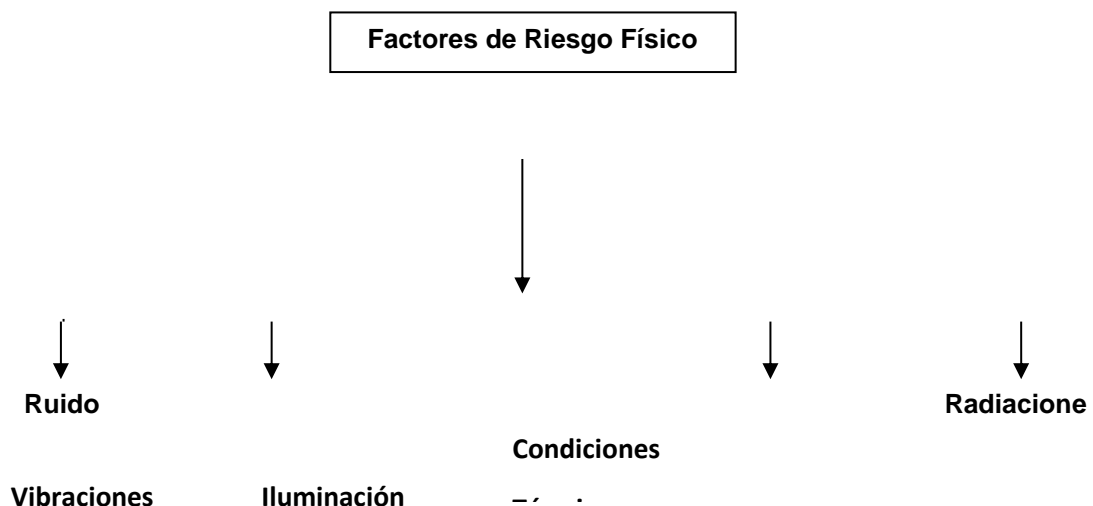 Factores de Riesgo Físico
Ruido
Radiacione
Condiciones
Vibraciones
Iluminación